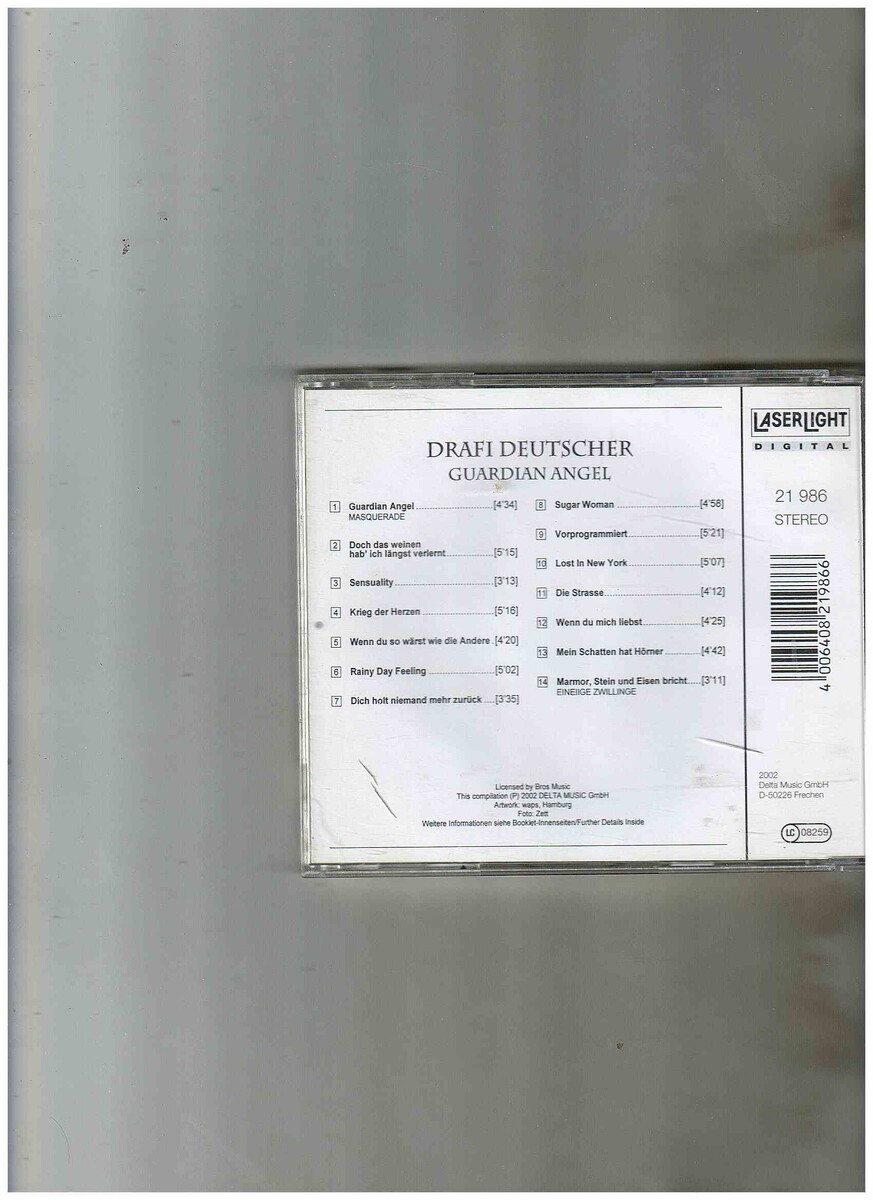 DRAFI DEUTSCHER
GUARDIAN ANGEL
1 Guardian Angel [4'34]
MASQUERADE
2 Doch das weinen
hab' ich längst verlernt [5'15]
3 Sensuality [3'13]
4 Krieg der Herzen [5'16]
5 Wenn du so wärst wie die Andere [4'20]
6 Rainy Day Feeling [5'02]
7 Dich holt niemand mehr zurück [3'35]
8 Sugar Woman [4'58]
9 Vorprogrammiert [5'21]
10 Lost In New York [5'07]
11 Die Strasse [4'12]
12 Wenn du mich liebst [4'25]
13 Mein Schatten hat Hörner [4'42]
14 Marmor, Stein und Eisen bricht [3'11]
EINEIIGE ZWILLINGE
Licensed by Bros Music
This compilation (P) 2002 DELTA MUSIC GmbH
Artwork: waps, Hamburg
Foto: Zett
Weitere Informationen siehe Booklet-Innenseiten/Further Details Inside
LASERLIGHT
DIGITAL
21 986
STEREO
4 006408 219866
2002
Delta Music GmbH
D-50226 Frechen
LC 08259